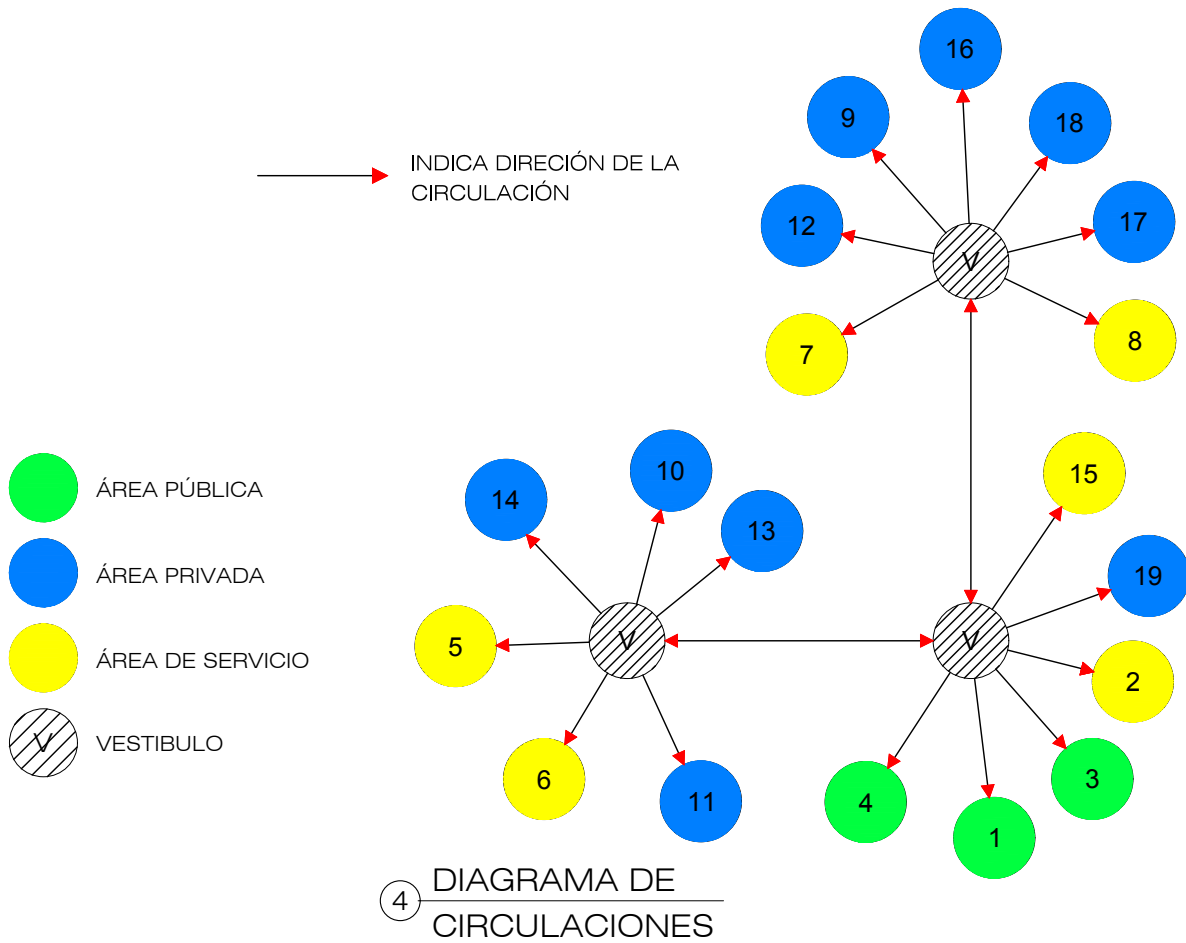 16
9
18
INDICA DIRECIÓN DE LA
CIRCULACIÓN
12
17
V
7
8
10
15
ÁREA PÚBLICA
14
13
ÁREA PRIVADA
19
5
V
V
ÁREA DE SERVICIO
2
V
VESTIBULO
6
11
4
1
3
4
DIAGRAMA DE
CIRCULACIONES